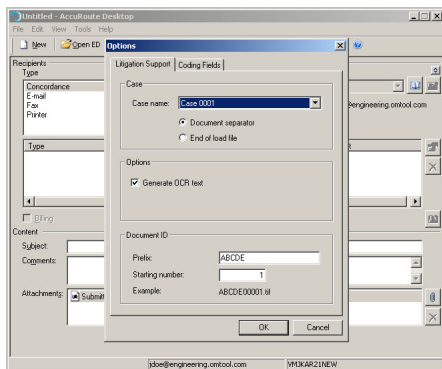 Untitled - AccuRoute Desktop
File Edit View Tools Help
New Open ED
Options
Recipients
Type
Concordance
E-mail
Fax
Printer
@engineering.omtool.com
Type
Billing
Content
Subject:
Comments:
Attachments: Submitt
Litigation Support Coding Fields
Case
Case name: Case 0001
Document separator
End of load file
Options
Generate OCR text
Document ID
Prefix: ABCDE
Starting number: 1
Example: ABCDE00001.tif
OK Cancel
jdoe@engineering.omtool.com VMJKAR21NEW